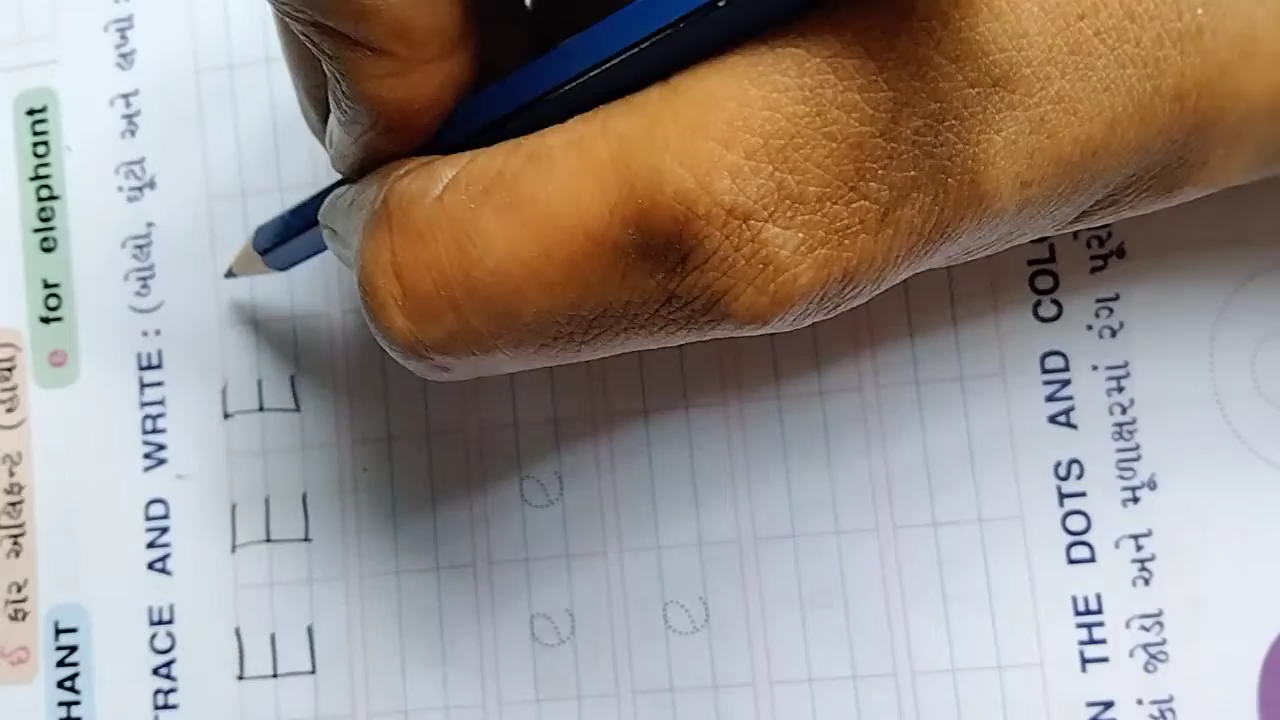 ઈ ફોર એલિફન્ટ (હાથી)
HANT
e for elephant
TRACE AND WRITE : (બોલો, ઘૂંટો અને લખો :
E E E
e e
e
N THE DOTS AND COL
જોડો અને મૂળાક્ષરમાં રંગ